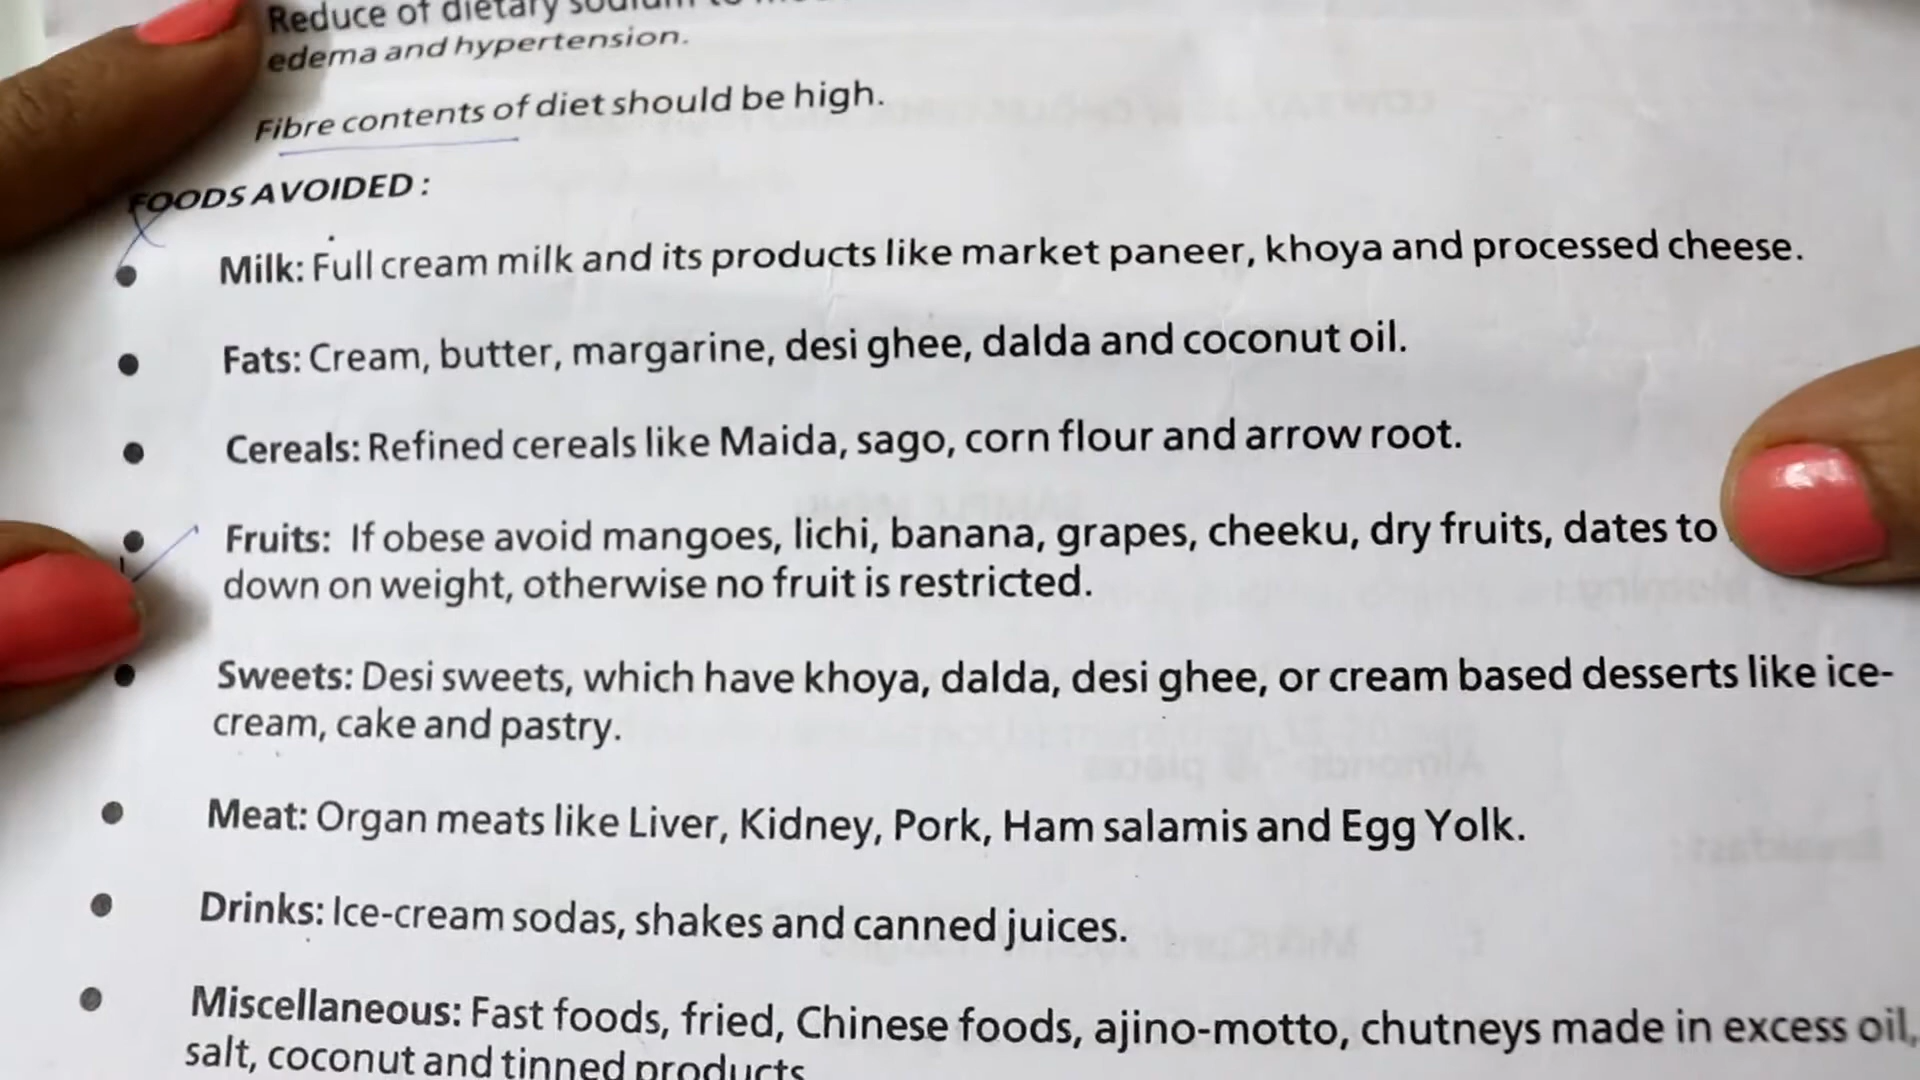 Reduce of dietary sodium to
edema and hypertension.
Fibre contents of diet should be high.
FOODS AVOIDED :
• Milk: Full cream milk and its products like market paneer, khoya and processed cheese.
• Fats: Cream, butter, margarine, desi ghee, dalda and coconut oil.
• Cereals: Refined cereals like Maida, sago, corn flour and arrow root.
• Fruits: If obese avoid mangoes, lichi, banana, grapes, cheeku, dry fruits, dates to
down on weight, otherwise no fruit is restricted.
• Sweets: Desi sweets, which have khoya, dalda, desi ghee, or cream based desserts like ice-
cream, cake and pastry.
• Meat: Organ meats like Liver, Kidney, Pork, Ham salamis and Egg Yolk.
• Drinks: Ice-cream sodas, shakes and canned juices.
• Miscellaneous: Fast foods, fried, Chinese foods, ajino-motto, chutneys made in excess oil,
salt, coconut and tinned products